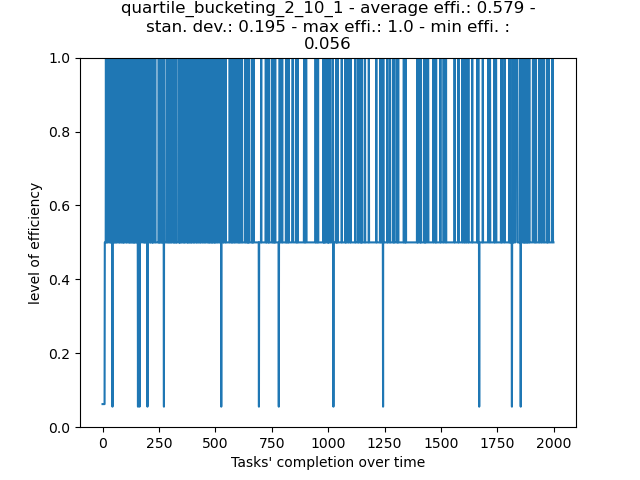 quartile_bucketing_2_10_1 - average effi.: 0.579 -
stan. dev.: 0.195 - max effi.: 1.0 - min effi. :
0.056
1.0
0.8
0.6
0.4
0.2
0.0
level of efficiency
0 250 500 750 1000 1250 1500 1750 2000
Tasks' completion over time